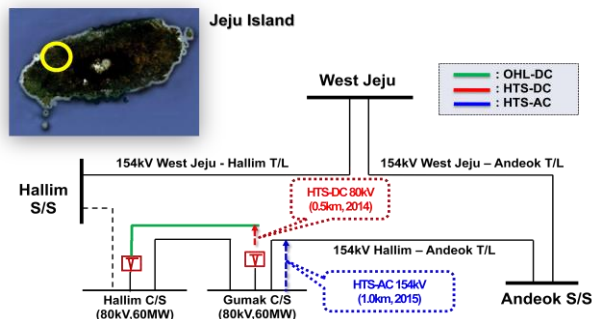 Jeju Island
: OHL-DC
: HTS-DC
: HTS-AC
West Jeju
154kV West Jeju - Hallim T/L
154kV West Jeju – Andeok T/L
Hallim
S/S
HTS-DC 80kV
(0.5km, 2014)
154kV Hallim – Andeok T/L
HTS-AC 154kV
(1.0km, 2015)
Hallim C/S
(80kV,60MW)
Gumak C/S
(80kV,60MW)
Andeok S/S